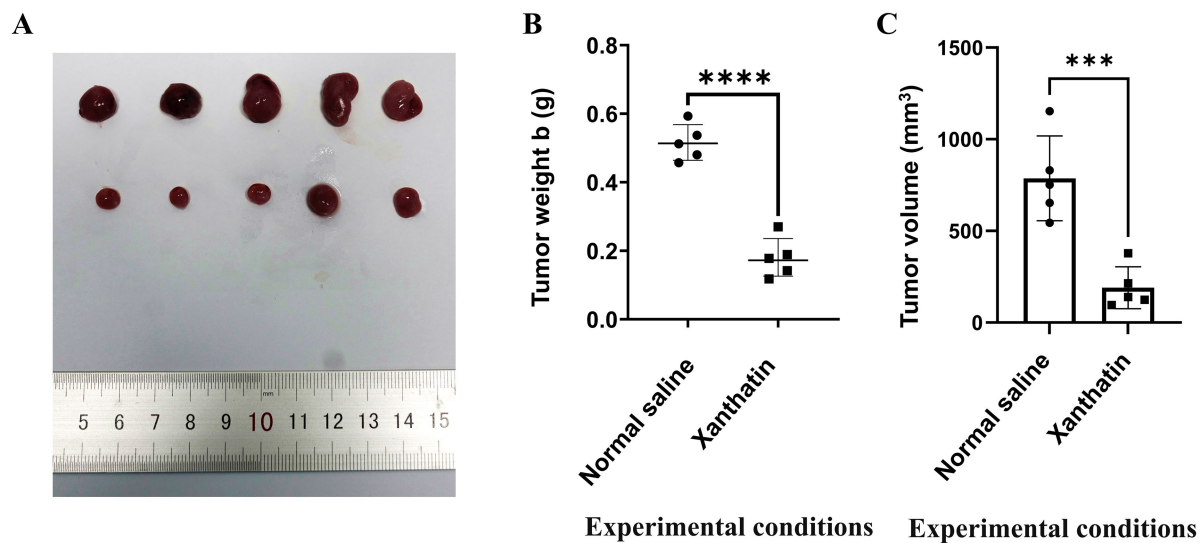 A
mm
5 6 7 8 9 10 11 12 13 14 15
B
Tumor weight b (g)
0.8
0.6
0.4
0.2
0.0
****
Normal saline
Xanthatin
Experimental conditions
C
Tumor volume (mm³)
1500
1000
500
0
***
Normal saline
Xanthatin
Experimental conditions